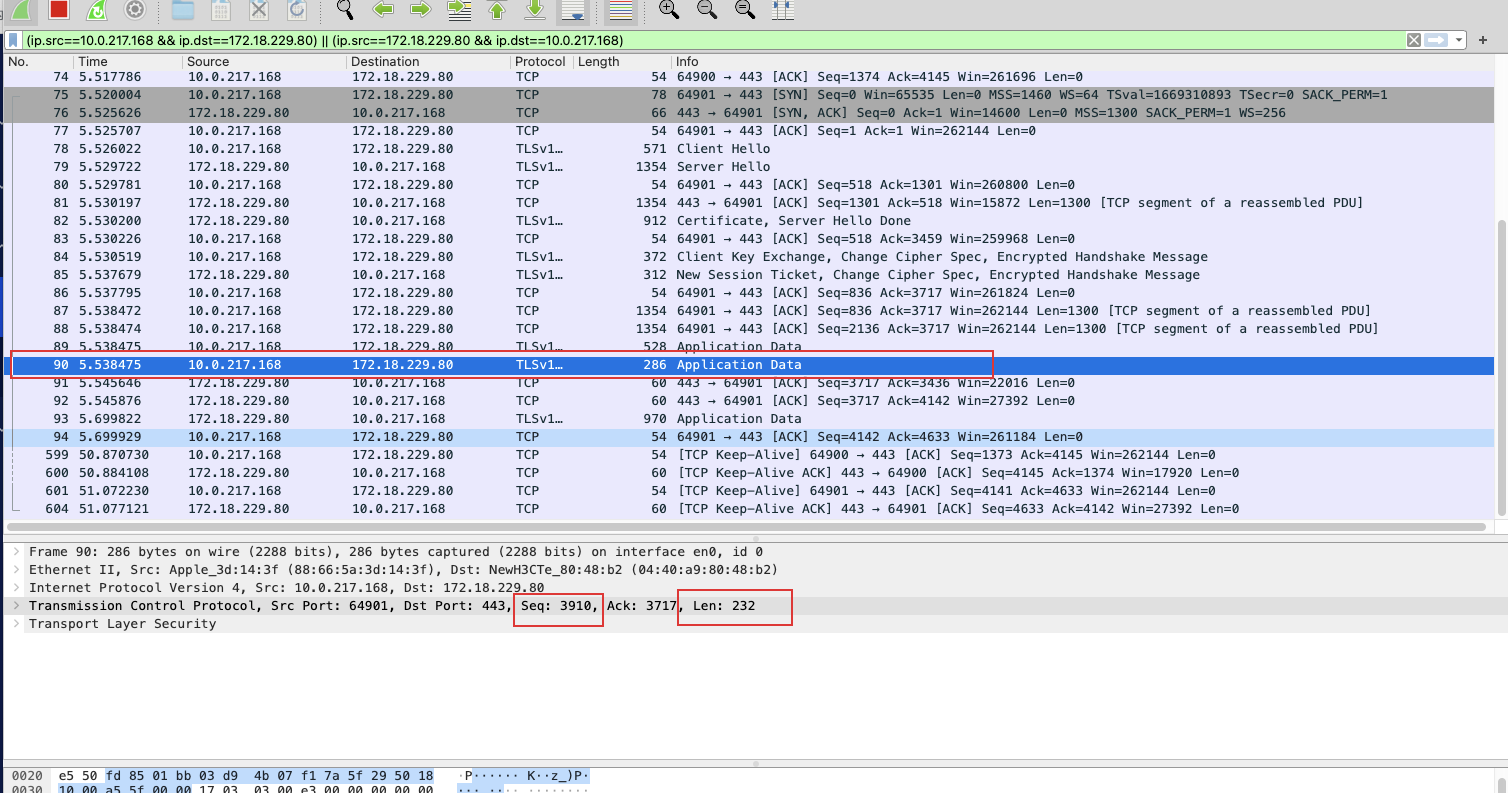 (ip.src==10.0.217.168 && ip.dst==172.18.229.80) || (ip.src==172.18.229.80 && ip.dst==10.0.217.168)
No. Time Source Destination Protocol Length Info
74 5.517786 10.0.217.168 172.18.229.80 TCP 54 64900 → 443 [ACK] Seq=1374 Ack=4145 Win=261696 Len=0
75 5.520004 10.0.217.168 172.18.229.80 TCP 78 64901 → 443 [SYN] Seq=0 Win=65535 Len=0 MSS=1460 WS=64 TSval=1669310893 TSecr=0 SACK_PERM=1
76 5.525626 172.18.229.80 10.0.217.168 TCP 66 443 → 64901 [SYN, ACK] Seq=0 Ack=1 Win=14600 Len=0 MSS=1300 SACK_PERM=1 WS=256
77 5.525707 10.0.217.168 172.18.229.80 TCP 54 64901 → 443 [ACK] Seq=1 Ack=1 Win=262144 Len=0
78 5.526022 10.0.217.168 172.18.229.80 TLSv1… 571 Client Hello
79 5.529722 172.18.229.80 10.0.217.168 TLSv1… 1354 Server Hello
80 5.529781 10.0.217.168 172.18.229.80 TCP 54 64901 → 443 [ACK] Seq=518 Ack=1301 Win=260800 Len=0
81 5.530197 172.18.229.80 10.0.217.168 TCP 1354 443 → 64901 [ACK] Seq=1301 Ack=518 Win=15872 Len=1300 [TCP segment of a reassembled PDU]
82 5.530200 172.18.229.80 10.0.217.168 TLSv1… 912 Certificate, Server Hello Done
83 5.530226 10.0.217.168 172.18.229.80 TCP 54 64901 → 443 [ACK] Seq=518 Ack=3459 Win=259968 Len=0
84 5.530519 10.0.217.168 172.18.229.80 TLSv1… 372 Client Key Exchange, Change Cipher Spec, Encrypted Handshake Message
85 5.537679 172.18.229.80 10.0.217.168 TLSv1… 312 New Session Ticket, Change Cipher Spec, Encrypted Handshake Message
86 5.537795 10.0.217.168 172.18.229.80 TCP 54 64901 → 443 [ACK] Seq=836 Ack=3717 Win=261824 Len=0
87 5.538472 10.0.217.168 172.18.229.80 TCP 1354 64901 → 443 [ACK] Seq=836 Ack=3717 Win=262144 Len=1300 [TCP segment of a reassembled PDU]
88 5.538474 10.0.217.168 172.18.229.80 TCP 1354 64901 → 443 [ACK] Seq=2136 Ack=3717 Win=262144 Len=1300 [TCP segment of a reassembled PDU]
89 5.538475 10.0.217.168 172.18.229.80 TLSv1… 528 Application Data
90 5.538475 10.0.217.168 172.18.229.80 TLSv1… 286 Application Data
91 5.545646 172.18.229.80 10.0.217.168 TCP 60 443 → 64901 [ACK] Seq=3717 Ack=3436 Win=22016 Len=0
92 5.545876 172.18.229.80 10.0.217.168 TCP 60 443 → 64901 [ACK] Seq=3717 Ack=4142 Win=27392 Len=0
93 5.699822 172.18.229.80 10.0.217.168 TLSv1… 970 Application Data
94 5.699929 10.0.217.168 172.18.229.80 TCP 54 64901 → 443 [ACK] Seq=4142 Ack=4633 Win=261184 Len=0
599 50.870730 10.0.217.168 172.18.229.80 TCP 54 [TCP Keep-Alive] 64900 → 443 [ACK] Seq=1373 Ack=4145 Win=262144 Len=0
600 50.884108 172.18.229.80 10.0.217.168 TCP 60 [TCP Keep-Alive ACK] 443 → 64900 [ACK] Seq=4145 Ack=1374 Win=17920 Len=0
601 51.072230 10.0.217.168 172.18.229.80 TCP 54 [TCP Keep-Alive] 64901 → 443 [ACK] Seq=4141 Ack=4633 Win=262144 Len=0
604 51.077121 172.18.229.80 10.0.217.168 TCP 60 [TCP Keep-Alive ACK] 443 → 64901 [ACK] Seq=4633 Ack=4142 Win=27392 Len=0
Frame 90: 286 bytes on wire (2288 bits), 286 bytes captured (2288 bits) on interface en0, id 0
Ethernet II, Src: Apple_3d:14:3f (88:66:5a:3d:14:3f), Dst: NewH3CTe_80:48:b2 (04:40:a9:80:48:b2)
Internet Protocol Version 4, Src: 10.0.217.168, Dst: 172.18.229.80
Transmission Control Protocol, Src Port: 64901, Dst Port: 443, Seq: 3910, Ack: 3717, Len: 232
Transport Layer Security
0020 e5 50 fd 85 01 bb 03 d9 4b 07 f1 7a 5f 29 50 18 ·P······ K··z_)P·
0030 10 00 a5 5f 00 00 17 03 03 00 e3 00 00 00 00 00